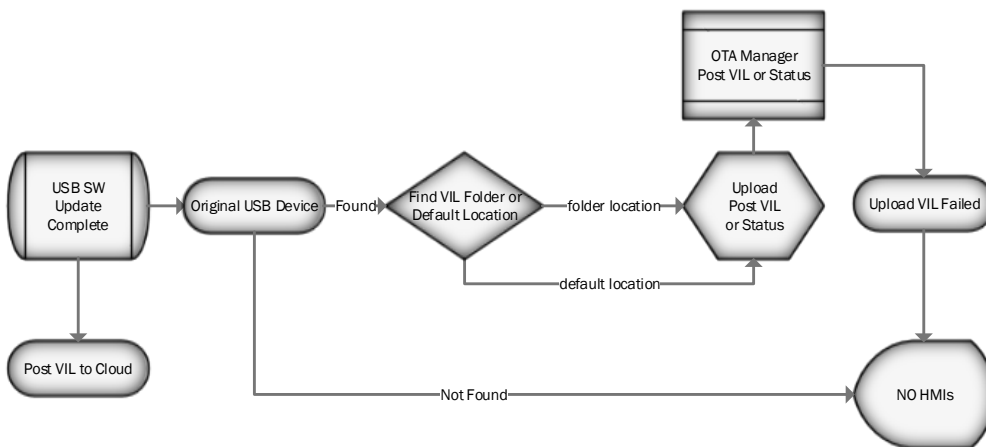 OTA Manager
Post VIL or Status
USB SW
Update
Complete
Original USB Device
Found
Find VIL Folder or
Default Location
folder location
Upload
Post VIL
or Status
Upload VIL Failed
default location
Post VIL to Cloud
Not Found
NO HMIs